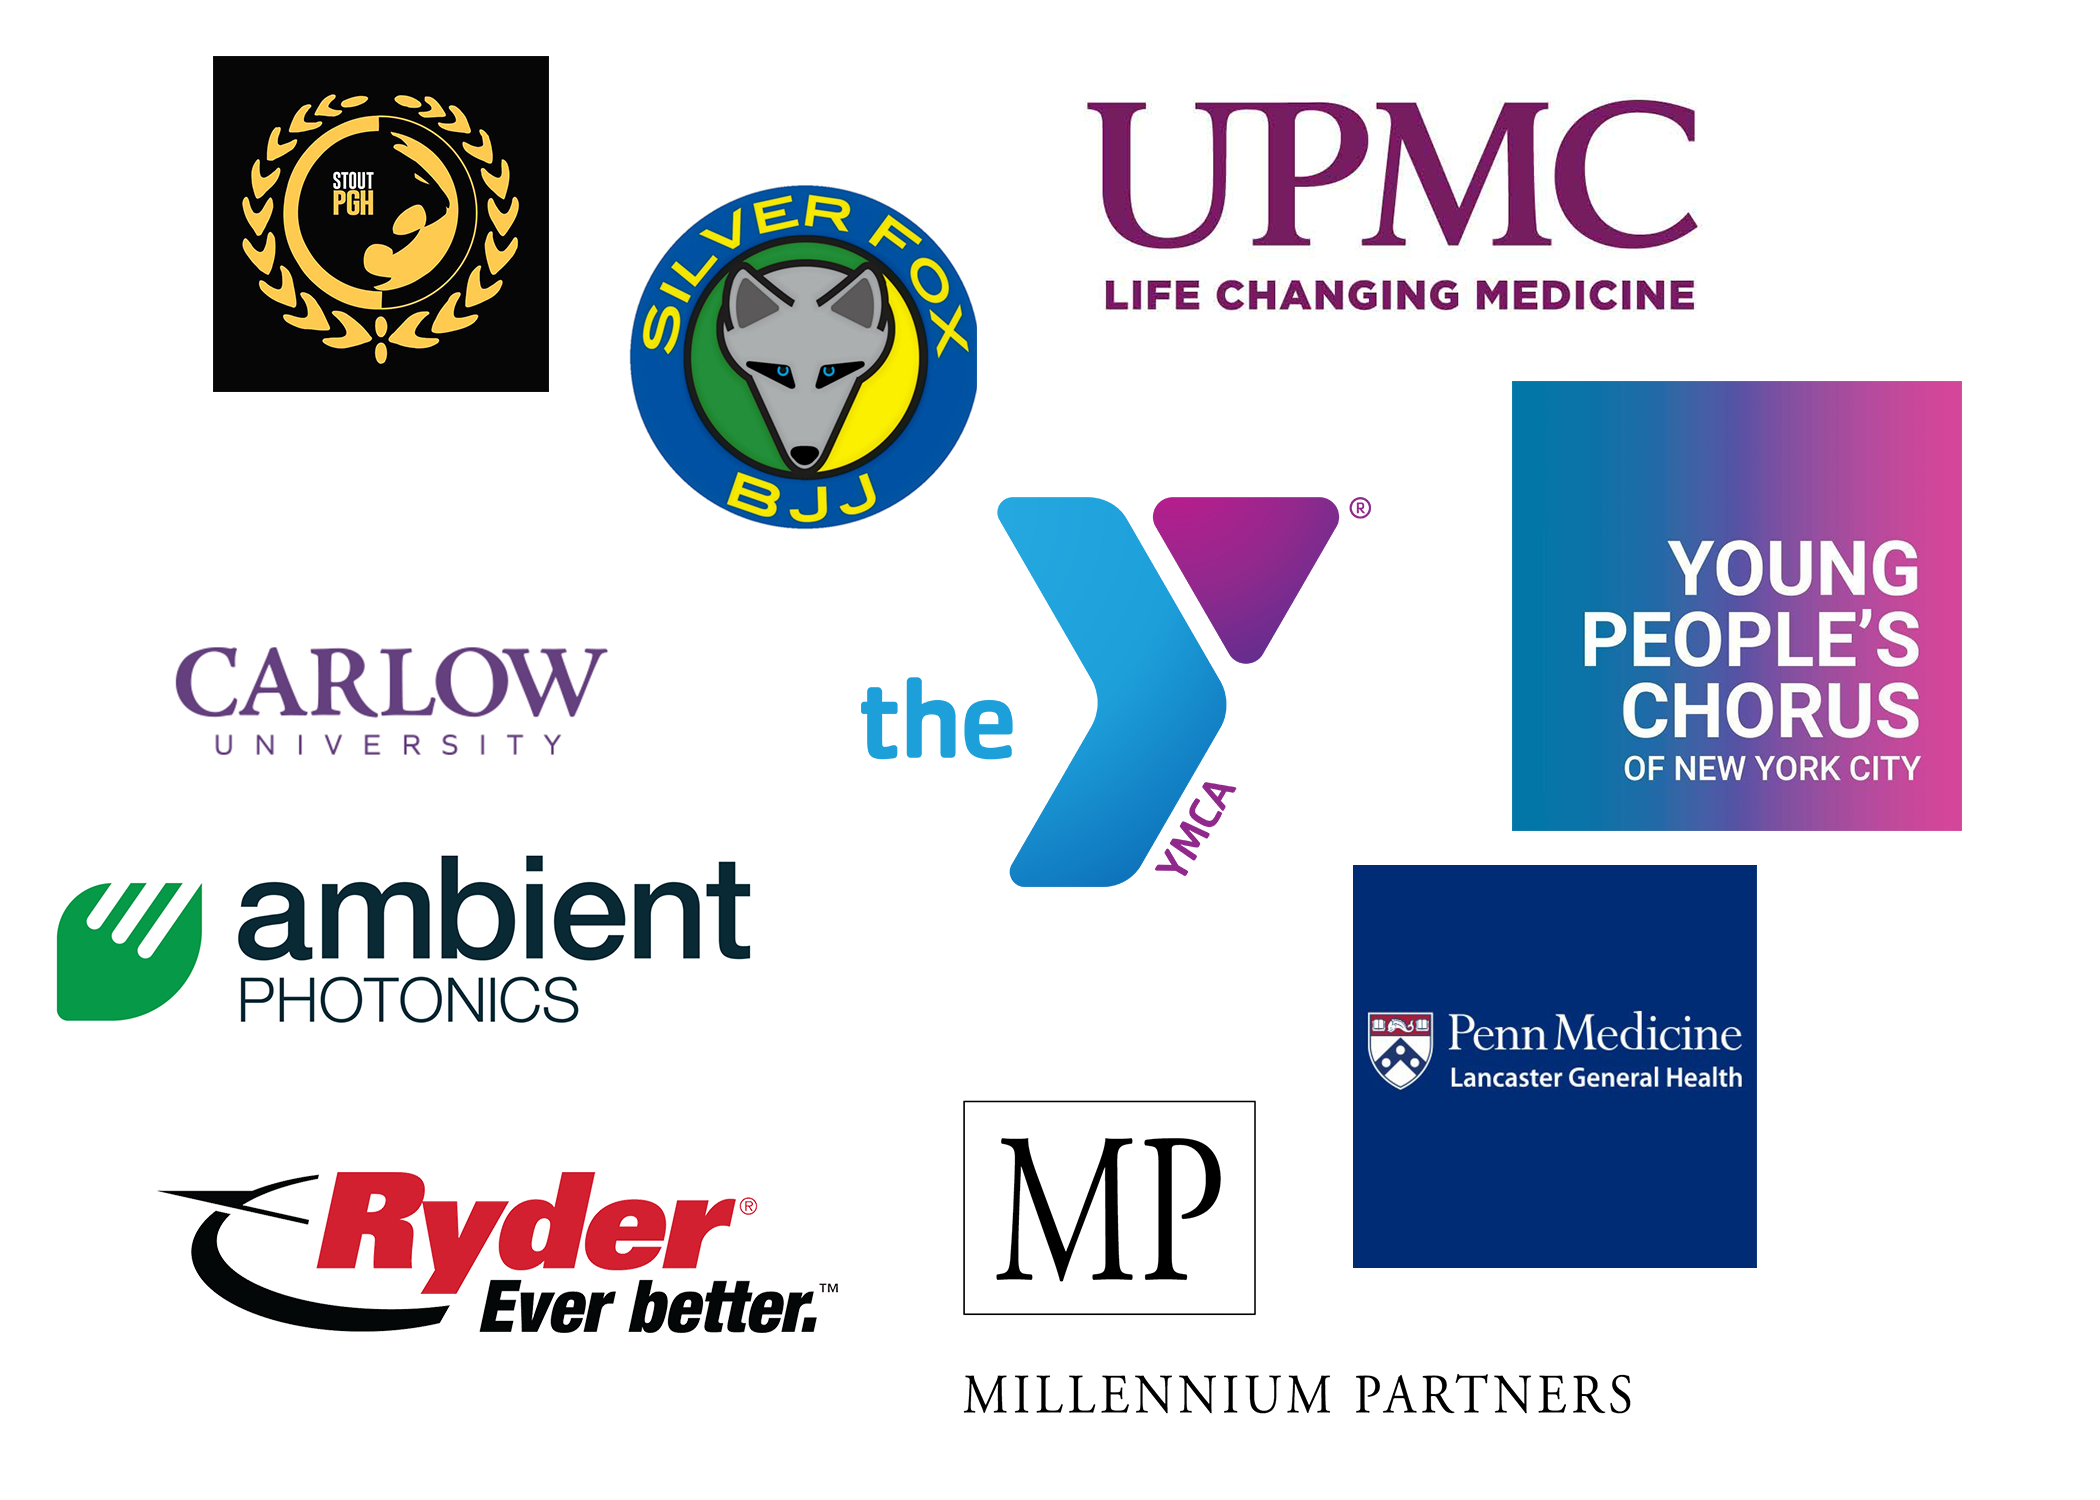 STOUT
PGH
SILVER FOX
BJJ
UPMC
LIFE CHANGING MEDICINE
YOUNG
PEOPLE'S
CHORUS
OF NEW YORK CITY
CARLOW
UNIVERSITY
the
®
YMCA
ambient
PHOTONICS
Penn Medicine
Lancaster General Health
Ryder®
Ever better.™
MP
MILLENNIUM PARTNERS